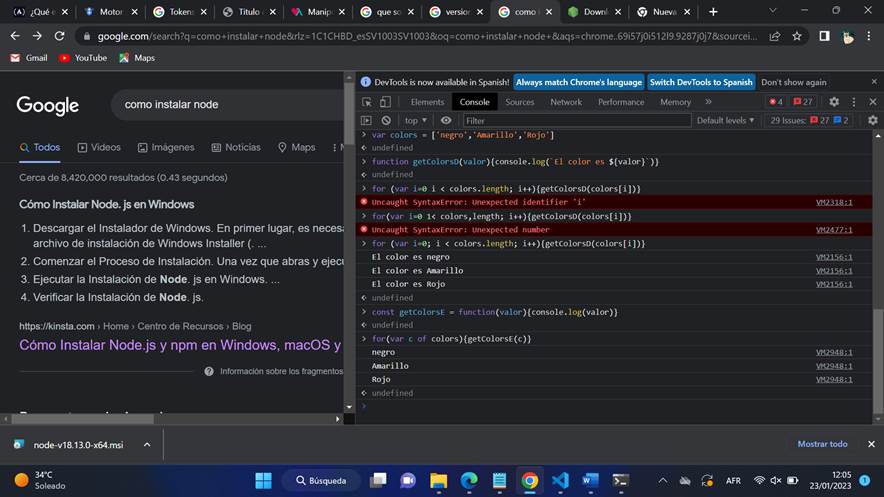 ¿Qué e
Motor
Tokens
Título
Manip
que so
version
como i
Downl
Nueva
google.com/search?q=como+instalar+node&rlz=1C1CHBD_esSV1003SV1003&oq=como+instalar+node+&aqs=chrome..69i57j0i512l9.9287j0j7&sourcei...
Gmail
YouTube
Maps
DevTools is now available in Spanish!
Always match Chrome's language
Switch DevTools to Spanish
Don't show again
Elements
Console
Sources
Network
Performance
Memory
4
27
top
Filter
Default levels
29 Issues:
27
2
Google
como instalar node
Todos
Vídeos
Imágenes
Noticias
Maps
Cerca de 8,420,000 resultados (0.43 segundos)
Cómo Instalar Node. js en Windows
1. Descargar el Instalador de Windows. En primer lugar, es necesa
archivo de instalación de Windows Installer (. ...
2. Comenzar el Proceso de Instalación. Una vez que abras y ejecu
3. Ejecutar la Instalación de Node. js en Windows. ...
4. Verificar la Instalación de Node. js.
https://kinsta.com › Home › Centro de Recursos › Blog
Cómo Instalar Node.js y npm en Windows, macOS y
Información sobre los fragmentos
var colors = ['negro','Amarillo','Rojo']
undefined
function getColorsD(valor){console.log(`El color es ${valor}`)}
undefined
for (var i=0 i < colors.length; i++){getColorsD(colors[i])}
Uncaught SyntaxError: Unexpected identifier 'i'
VM2318:1
for(var i=0 1< colors,length; i++){getColorsD(colors[i])}
Uncaught SyntaxError: Unexpected number
VM2477:1
for (var i=0; i < colors.length; i++){getColorsD(colors[i])}
El color es negro
VM2156:1
El color es Amarillo
VM2156:1
El color es Rojo
VM2156:1
undefined
const getColorsE = function(valor){console.log(valor)}
undefined
for(var c of colors){getColorsE(c)}
negro
VM2948:1
Amarillo
VM2948:1
Rojo
VM2948:1
undefined
node-v18.13.0-x64.msi
Mostrar todo
34°C
Soleado
Búsqueda
AFR
12:05
23/01/2023
1